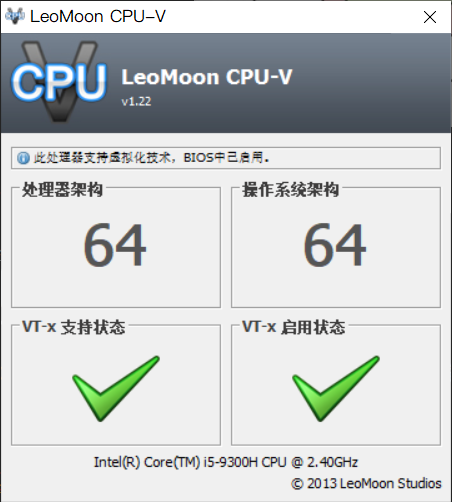 LeoMoon CPU-V
CPU
LeoMoon CPU-V
v1.22
此处理器支持虚拟化技术，BIOS中已启用。
处理器架构
64
操作系统架构
64
VT-x 支持状态
VT-x 启用状态
Intel(R) Core(TM) i5-9300H CPU @ 2.40GHz
© 2013 LeoMoon Studios